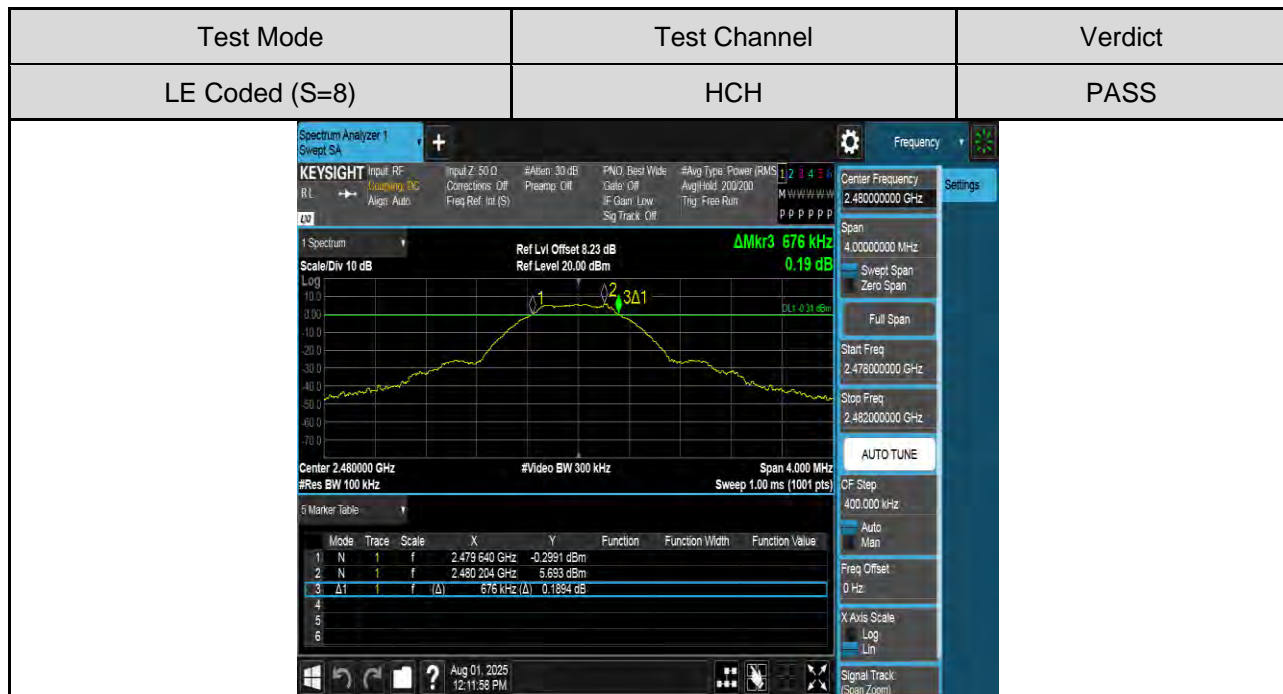 Test Mode Test Channel Verdict
LE Coded (S=8) HCH PASS
Spectrum Analyzer 1
Swept SA
+
Frequency
KEYSIGHT Input: RF Input Z: 50 Ω #Atten: 30 dB PNO: Best Wide #Avg Type: Power (RMS 1 2 3 4 5 6
RL Coupling: DC Corrections: Off Preamp: Off Gate: Off Avg|Hold: 200/200 M W W W W W
Align: Auto Freq Ref: Int (S) IF Gain: Low Trig: Free Run
LXI Sig Track: Off P P P P P P
Center Frequency
2.480000000 GHz
Settings
1 Spectrum
Ref Lvl Offset 8.23 dB
ΔMkr3 676 kHz
Scale/Div 10 dB
Ref Level 20.00 dBm
0.19 dB
Log
10.0
0.00
-10.0
-20.0
-30.0
-40.0
-50.0
-60.0
-70.0
1
2
3Δ1
DL1 -0.31 dBm
Center 2.480000 GHz #Video BW 300 kHz Span 4.000 MHz
#Res BW 100 kHz Sweep 1.00 ms (1001 pts)
Span
4.00000000 MHz
Swept Span
Zero Span
Full Span
Start Freq
2.478000000 GHz
Stop Freq
2.482000000 GHz
AUTO TUNE
CF Step
400.000 kHz
Auto
Man
Freq Offset
0 Hz
X Axis Scale
Log
Lin
Signal Track
(Span Zoom)
5 Marker Table
Mode Trace Scale X Y Function Function Width Function Value
1 N 1 f 2.479 640 GHz -0.2991 dBm
2 N 1 f 2.480 204 GHz 5.693 dBm
3 Δ1 1 f (Δ) 676 kHz (Δ) 0.1894 dB
4
5
6
?
Aug 01, 2025
12:11:58 PM